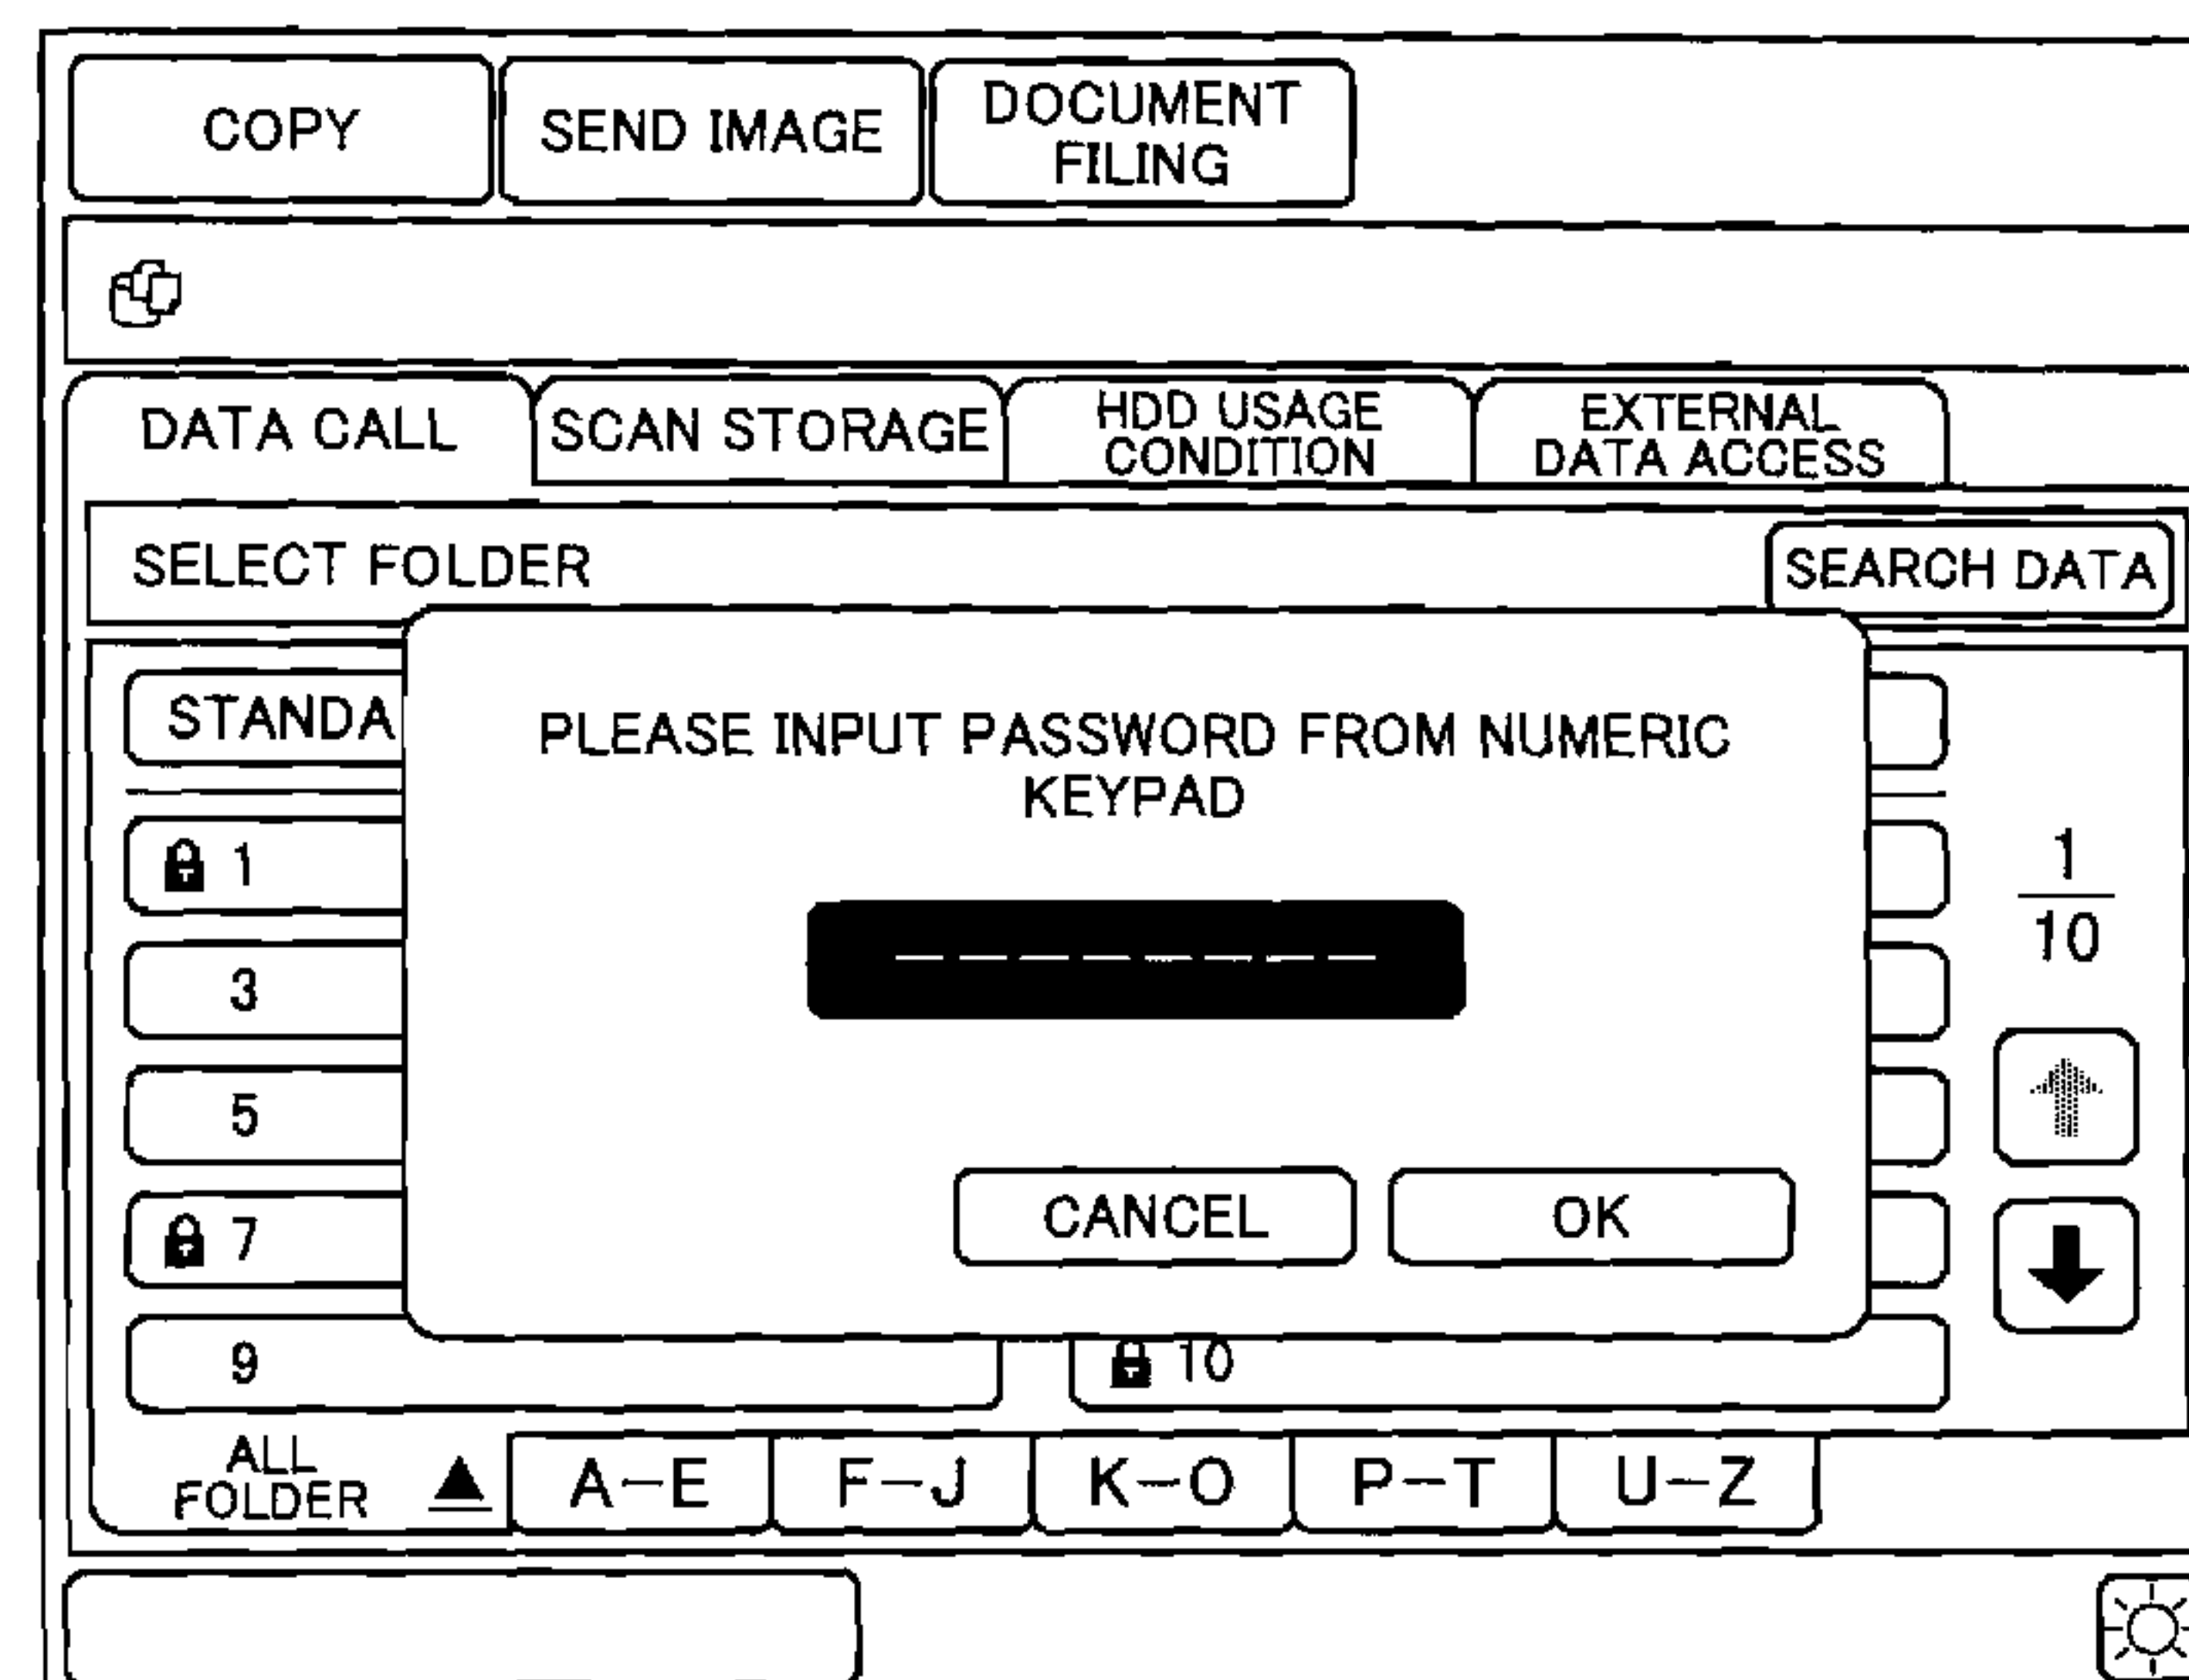 COPY
SEND IMAGE
DOCUMENT
FILING
DATA CALL
SCAN STORAGE
HDD USAGE
CONDITION
EXTERNAL
DATA ACCESS
SELECT FOLDER
SEARCH DATA
STANDA
PLEASE INPUT PASSWORD FROM NUMERIC
KEYPAD
1
3
5
7
9
10
1
10
CANCEL
OK
ALL
FOLDER
A-E
F-J
K-O
P-T
U-Z